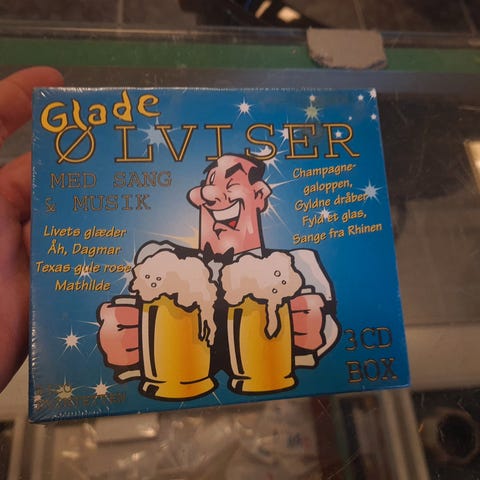 Glade
ØLVISER
MED SANG
& MUSIK
Livets glæder
Åh, Dagmar
Texas gule rose
Mathilde
Champagne-
galoppen,
Gyldne dråber
Fyld et glas,
Sange fra Rhinen
3 CD
BOX